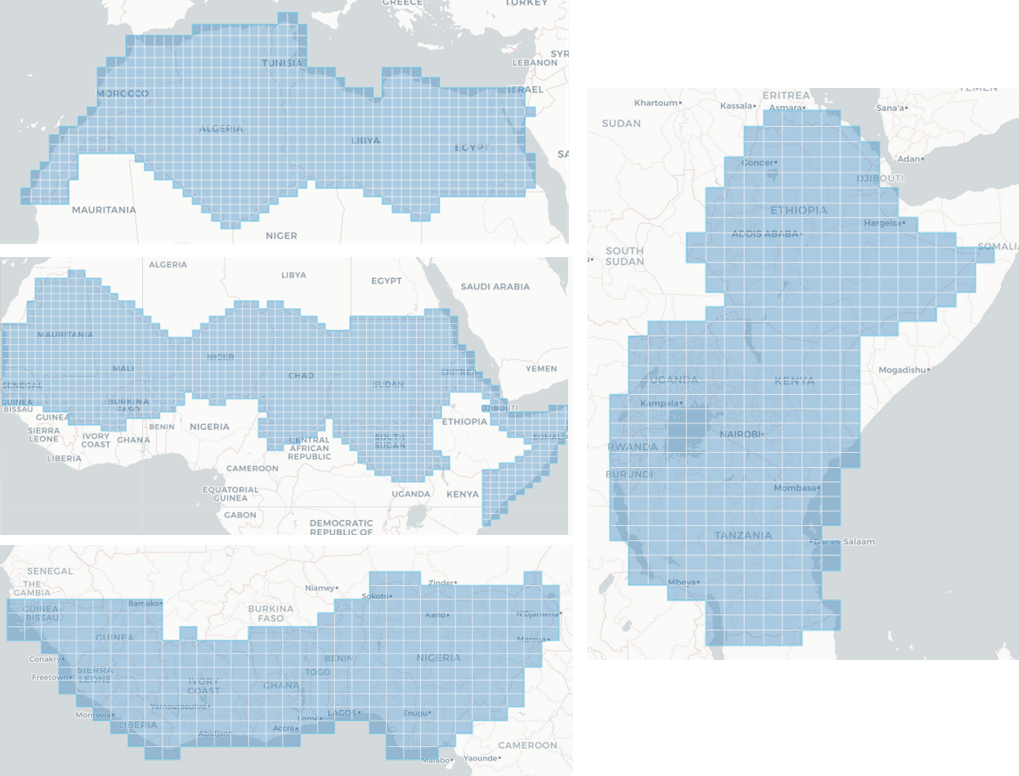 GREECE
TURKEY
TUNISIA
LEBANON
ISRAEL
MOROCCO
ALGERIA
LIBYA
EGYPT
MAURITANIA
NIGER
ALGERIA
LIBYA
EGYPT
SAUDI ARABIA
MAURITANIA
MALI
NIGER
CHAD
SUDAN
ERITREA
YEMEN
SENEGAL
GUINEA-
BISSAU
BURKINA
FASO
DJIBOUTI
GUINEA
SIERRA
LEONE
IVORY
COAST
GHANA
BENIN
NIGERIA
ETHIOPIA
SOUTH
SUDAN
CENTRAL
AFRICAN
REPUBLIC
LIBERIA
CAMEROON
EQUATORIAL
GUINEA
GABON
UGANDA
KENYA
DEMOCRATIC
REPUBLIC OF
SENEGAL
THE
GAMBIA
GUINEA-
BISSAU
Bamako
Niamey
BURKINA
FASO
Sokoto
Zinder
Kano
N'Djamena
Maroua
GUINEA
Conakry
Freetown
SIERRA
LEONE
IVORY
COAST
GHANA
BENIN
TOGO
NIGERIA
Yamoussoukro
Monrovia
LIBERIA
Abidjan
Accra
Lome
LAGOS
Enugu
CAMEROON
Malabo
Yaounde
ERITREA
YEMEN
Khartoum
Kassala
Asmara
Sana'a
SUDAN
Gonder
Adan
DJIBOUTI
ETHIOPIA
ADDIS ABABA
Hargeisa
SOUTH
SUDAN
SOMALI
Mogadishu
UGANDA
KENYA
Kampala
NAIROBI
RWANDA
BURUNDI
Mombasa
TANZANIA
Dar es Salaam
Mbeya